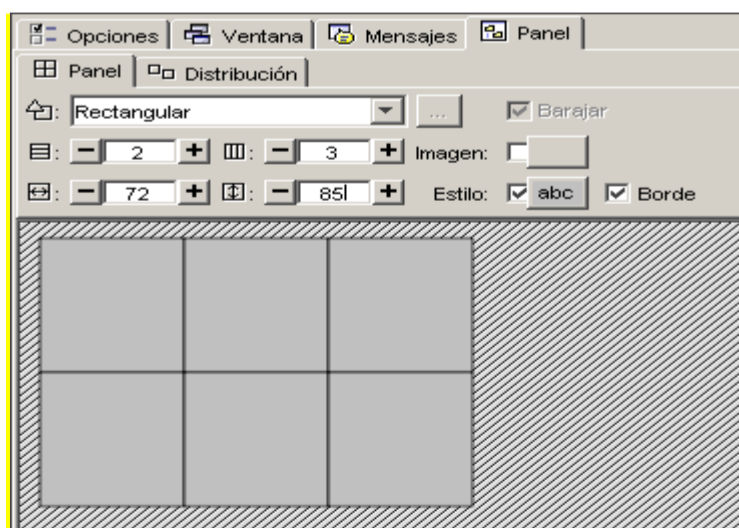 Opciones Ventana Mensajes Panel
Panel Distribución
: Rectangular ... Barajar
: 2 : 3 Imagen:
: 72 : 85 Estilo: abc Borde